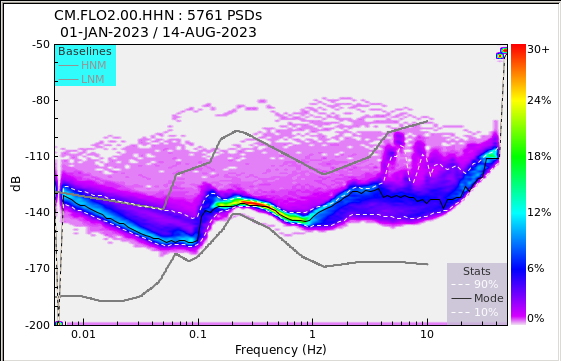 CM.FLO2.00.HHN : 5761 PSDs
01-JAN-2023 / 14-AUG-2023
Baselines
HNM
LNM
-50
-80
-110
-140
-170
-200
dB
0.01
0.1
1
10
Frequency (Hz)
30+
24%
18%
12%
6%
0%
Stats
90%
Mode
10%